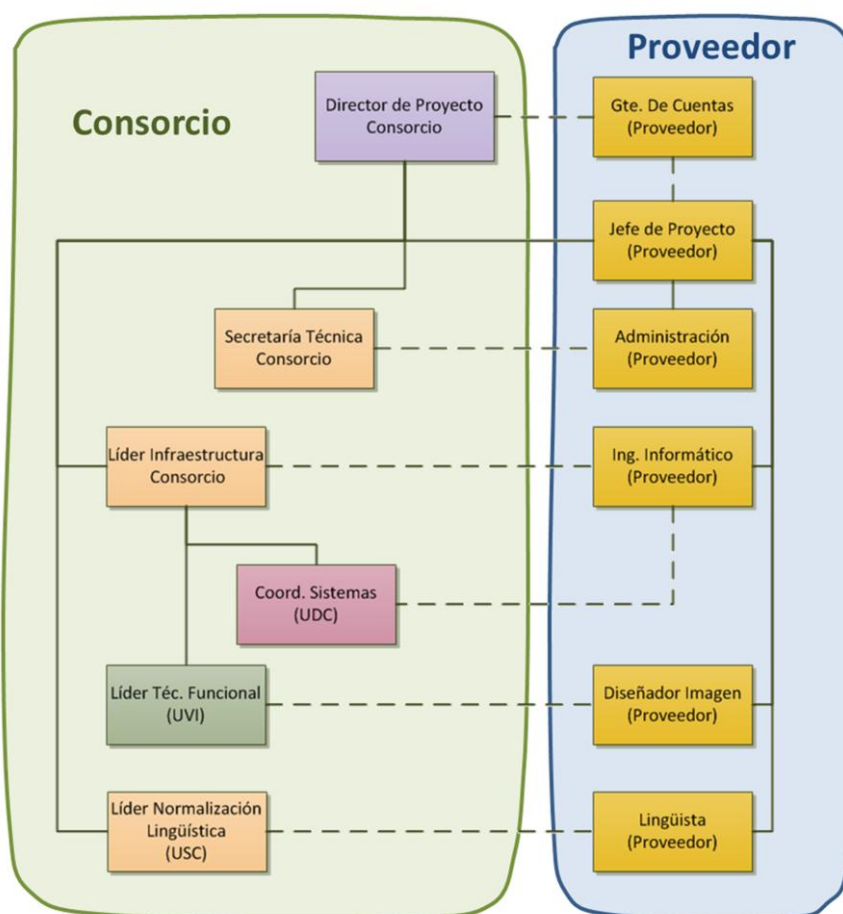 Proveedor
Consorcio
Director de Proyecto
Consorcio
Gte. De Cuentas
(Proveedor)
Jefe de Proyecto
(Proveedor)
Secretaría Técnica
Consorcio
Administración
(Proveedor)
Líder Infraestructura
Consorcio
Ing. Informático
(Proveedor)
Coord. Sistemas
(UDC)
Líder Téc. Funcional
(UVI)
Diseñador Imagen
(Proveedor)
Líder Normalización
Lingüística
(USC)
Lingüista
(Proveedor)